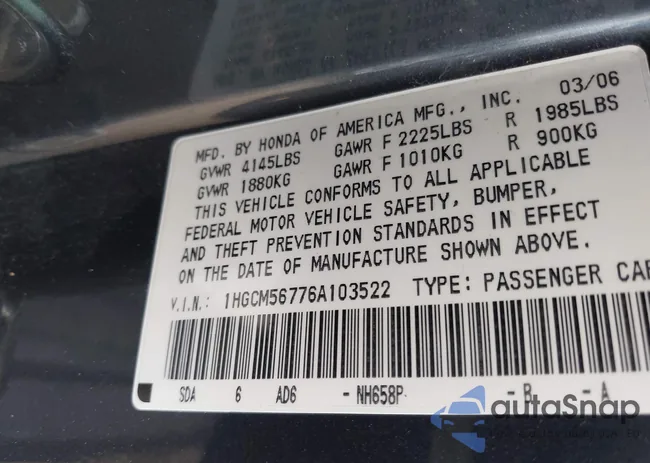 03/06
MFD. BY HONDA OF AMERICA MFG., INC.
GVWR 4145LBS GAWR F 2225LBS R 1985LBS
GVWR 1880KG GAWR F 1010KG R 900KG
THIS VEHICLE CONFORMS TO ALL APPLICABLE
FEDERAL MOTOR VEHICLE SAFETY, BUMPER,
AND THEFT PREVENTION STANDARDS IN EFFECT
ON THE DATE OF MANUFACTURE SHOWN ABOVE.
V.I.N. 1HGCM56776A103522 TYPE: PASSENGER CAR
SDA 6 AD6 -NH658P -B -A
autoSnap